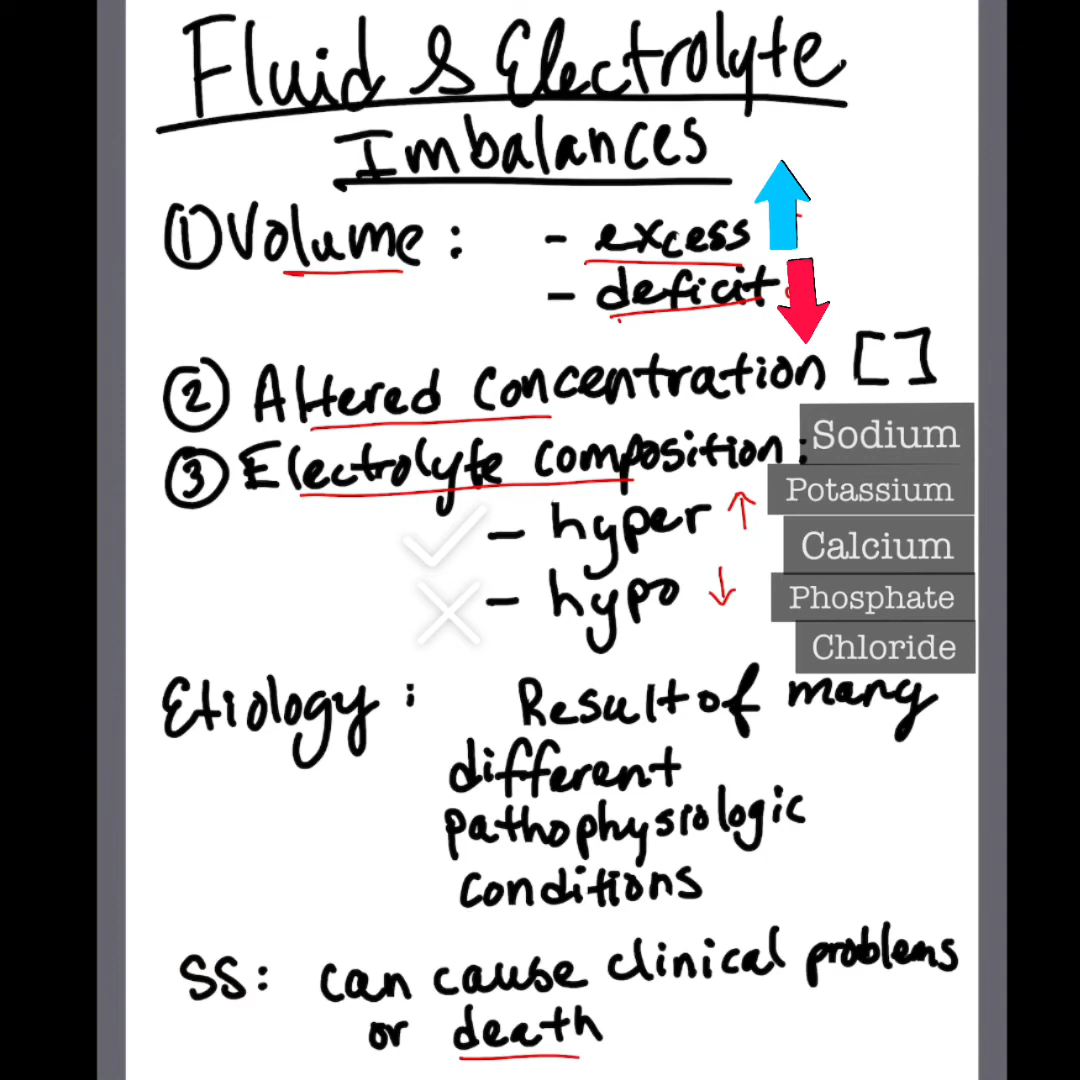 Fluid & Electrolyte
Imbalances
① Volume : - excess
- deficit
② Altered Concentration []
③ Electrolyte composition :
Sodium
Potassium
- hyper ↑
Calcium
- hypo ↓
Phosphate
Chloride
Etiology : Result of many
different
pathophysiologic
conditions
SS: can cause clinical problems
or death